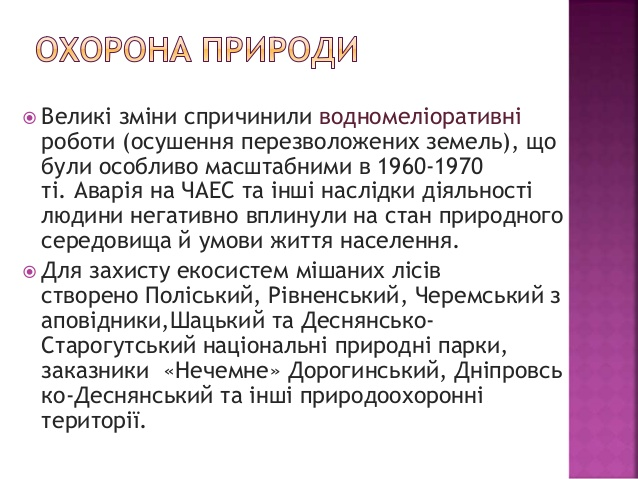 ОХОРОНА ПРИРОДИ
Великі зміни спричинили водномеліоративні
роботи (осушення перезволожених земель), що
були особливо масштабними в 1960-1970
ті. Аварія на ЧАЕС та інші наслідки діяльності
людини негативно вплинули на стан природного
середовища й умови життя населення.
Для захисту екосистем мішаних лісів
створено Поліський, Рівненський, Черемський з
аповідники,Шацький та Деснянсько-
Старогутський національні природні парки,
заказники «Нечемне» Дорогинський, Дніпровсь
ко-Деснянський та інші природоохоронні
території.